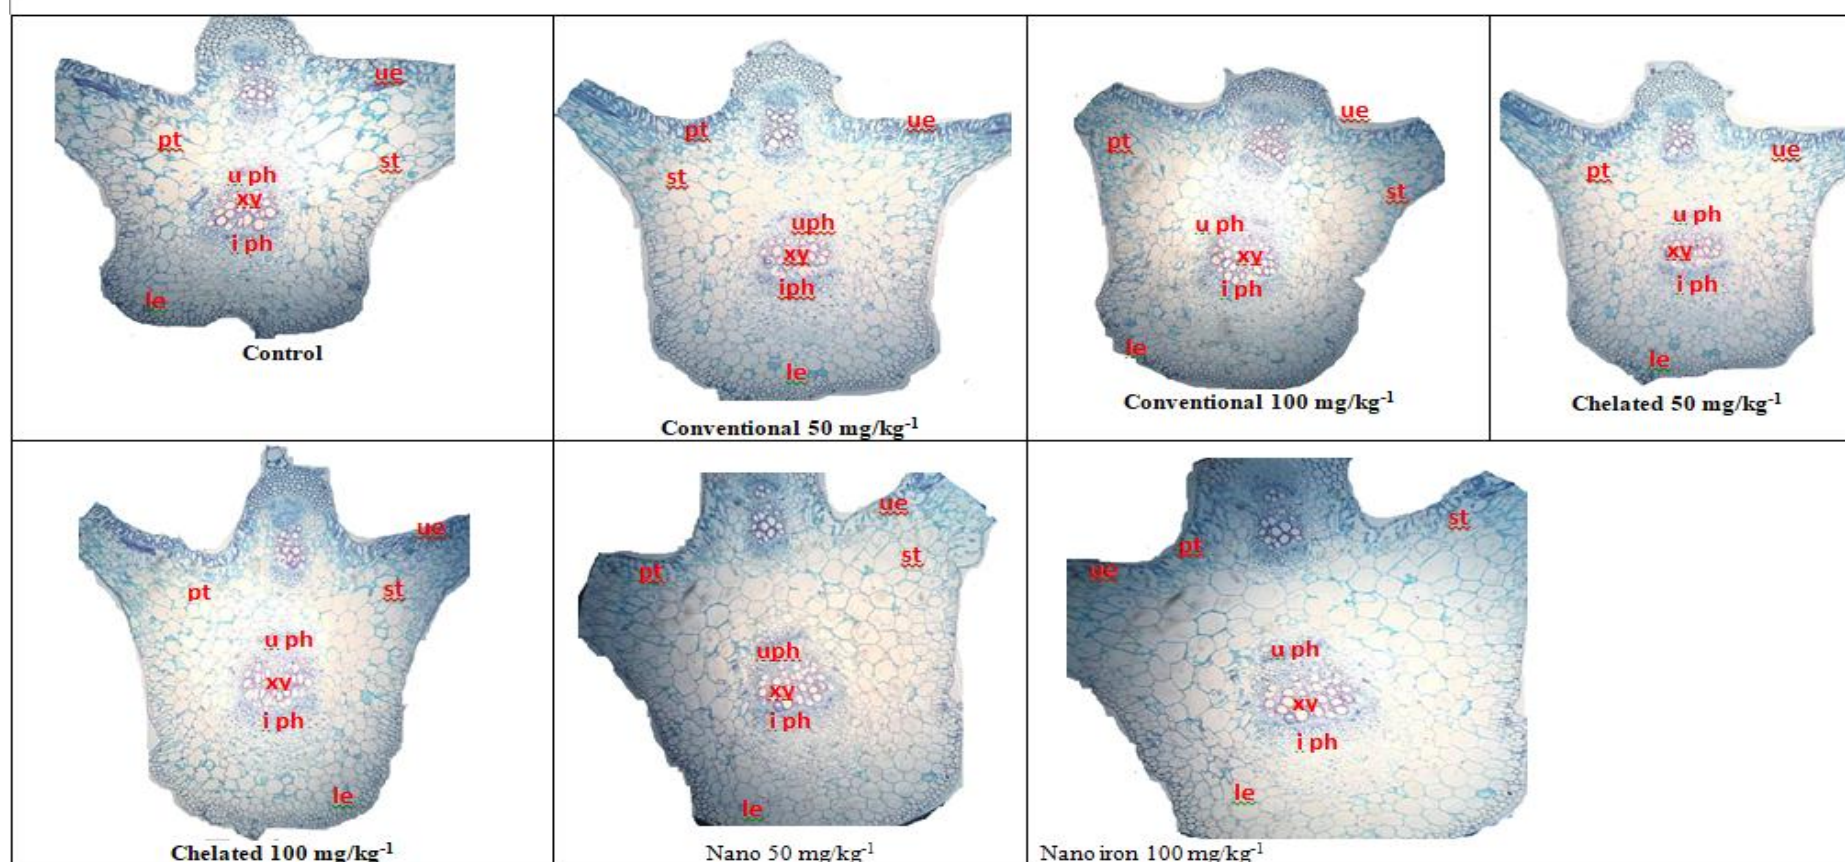 ue
pt
st
u ph
xy
i ph
le
Control
ue
pt
st
uph
xy
iph
le
Conventional 50 mg/kg⁻¹
ue
pt
st
u ph
xy
i ph
le
Conventional 100 mg/kg⁻¹
ue
pt
u ph
xy
i ph
le
Chelated 50 mg/kg⁻¹
ue
pt
st
u ph
xy
i ph
le
Chelated 100 mg/kg⁻¹
ue
st
pt
uph
xy
i ph
le
Nano 50 mg/kg⁻¹
st
pt
ue
u ph
xy
i ph
le
Nano iron 100 mg/kg⁻¹